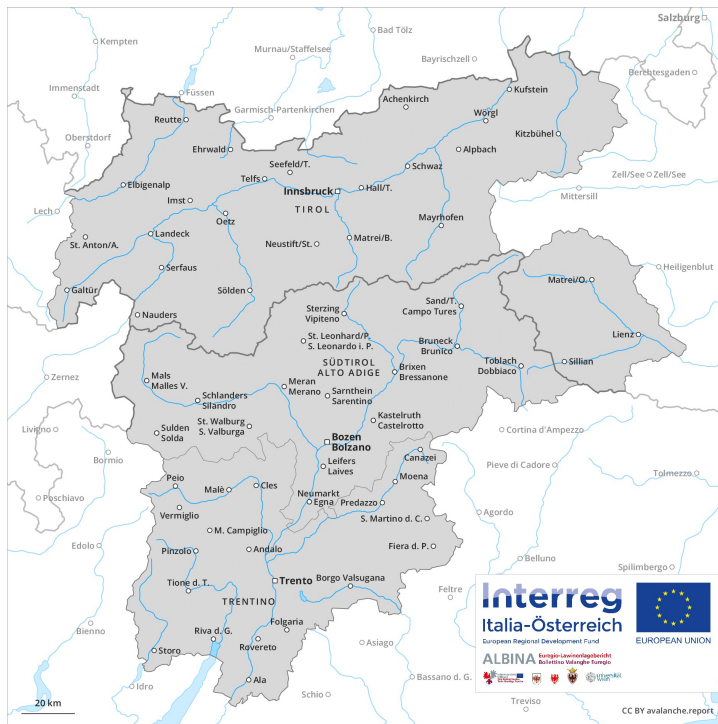 Salzburg
Kempten
Bad Tölz
Murnau/Staffelsee
Bayrischzell
Berchtesgaden
Immenstadt
Füssen
Garmisch-Partenkirchen
Achenkirch
Kufstein
Wörgl
Reutte
Kitzbühel
Oberstdorf
Ehrwald
Alpbach
Seefeld/T.
Schwaz
Telfs
Zell/See
Zell/See
Elbigenalp
Innsbruck
Hall/T.
Mittersill
Imst
TIROL
Lech
Oetz
Mayrhofen
St. Anton/A.
Landeck
Neustift/St.
Matrei/B.
Serfaus
Heiligenblut
Galtür
Sölden
Matrei/O.
Nauders
Sterzing
Vipiteno
Sand/T.
Campo Tures
St. Leonhard/P.
S. Leonardo i. P.
Bruneck
Brunico
Lienz
SÜDTIROL
ALTO ADIGE
Toblach
Dobbiaco
Sillian
Brixen
Bressanone
Mals
Malles V.
Meran
Merano
Zernez
Schlanders
Silandro
Sarnthein
Sarentino
St. Walburg
S. Valburga
Kastelruth
Castelrotto
Livigno
Sulden
Solda
Cortina d'Ampezzo
Bozen
Bolzano
Bormio
Canazei
Leifers
Laives
Pieve di Cadore
Tolmezzo
Peio
Moena
Malè
Cles
Neumarkt
Egna
Predazzo
Poschiavo
Vermiglio
Agordo
S. Martino d. C.
M. Campiglio
Edolo
Pinzolo
Andalo
Fiera d. P.
Belluno
Spilimbergo
Tione d. T.
Trento
Borgo Valsugana
Feltre
TRENTINO
Interreg
Italia-Österreich
European Regional Development Fund
EUROPEAN UNION
Bienno
Riva d. G.
Folgaria
Rovereto
Asiago
Storo
ALBINA
Euregio-Lawinenlagebericht
Bollettino Valanghe Euregio
Ala
Bassano d. G.
universität
wien
Idro
Schio
Treviso
20 km
CC BY avalanche.report